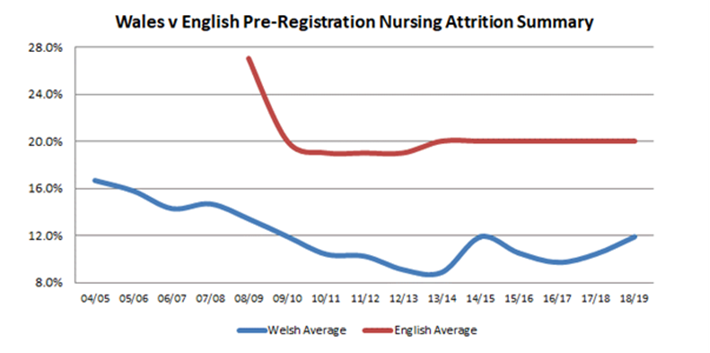 Wales v English Pre-Registration Nursing Attrition Summary
28.0%
24.0%
20.0%
16.0%
12.0%
8.0%
04/05 05/06 06/07 07/08 08/09 09/10 10/11 11/12 12/13 13/14 14/15 15/16 16/17 17/18 18/19
Welsh Average English Average